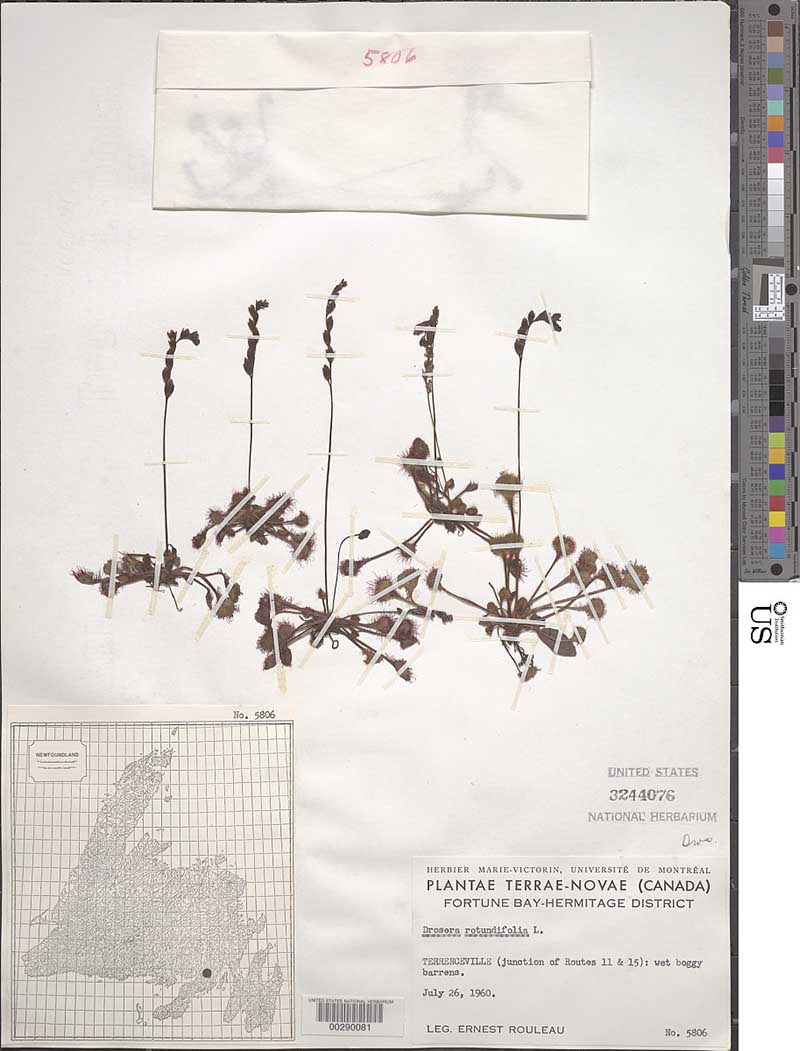 5806
Smithsonian
Institution
US
No. 5806
NEWFOUNDLAND
UNITED STATES
3244076
NATIONAL HERBARIUM
HERBIER MARIE-VICTORIN, UNIVERSITÉ DE MONTRÉAL
PLANTAE TERRAE-NOVAE (CANADA)
FORTUNE BAY-HERMITAGE DISTRICT
Drosera rotundifolia L.
TERRENCEVILLE (junction of Routes 11 & 15): wet boggy
barrens.
July 26, 1960.
LEG. ERNEST ROULEAU
No. 5806
UNITED STATES NATIONAL HERBARIUM
00290081